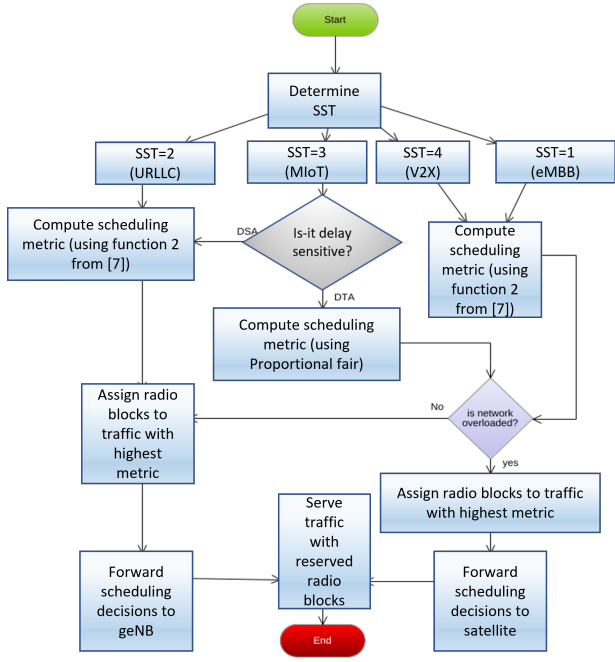 Start
Determine
SST
SST=2
(URLLC)
SST=3
(MIoT)
SST=4
(V2X)
SST=1
(eMBB)
Compute scheduling
metric (using function 2
from [7])
DSA
Is-it delay
sensitive?
Compute
scheduling
metric (using
function 2
from [7])
DTA
Compute scheduling
metric (using
Proportional fair)
Assign radio
blocks to
traffic with
highest
metric
No
is network
overloaded?
yes
Assign radio blocks to traffic
with highest metric
Serve
traffic
with
reserved
radio
blocks
Forward
scheduling
decisions to
geNB
Forward
scheduling
decisions to
satellite
End